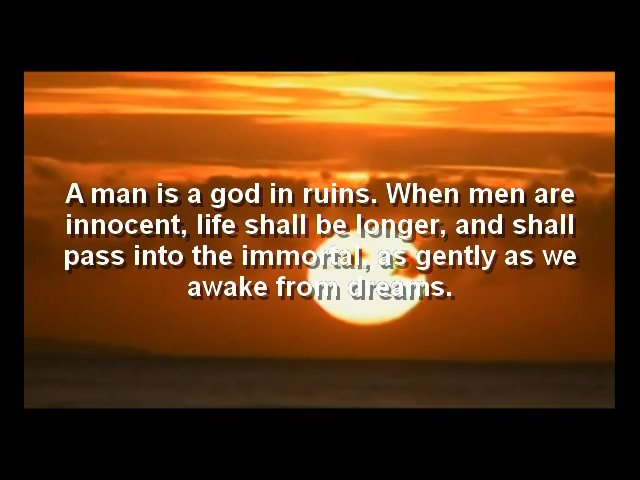 A man is a god in ruins. When men are
innocent, life shall be longer, and shall
pass into the immortal, as gently as we
awake from dreams.